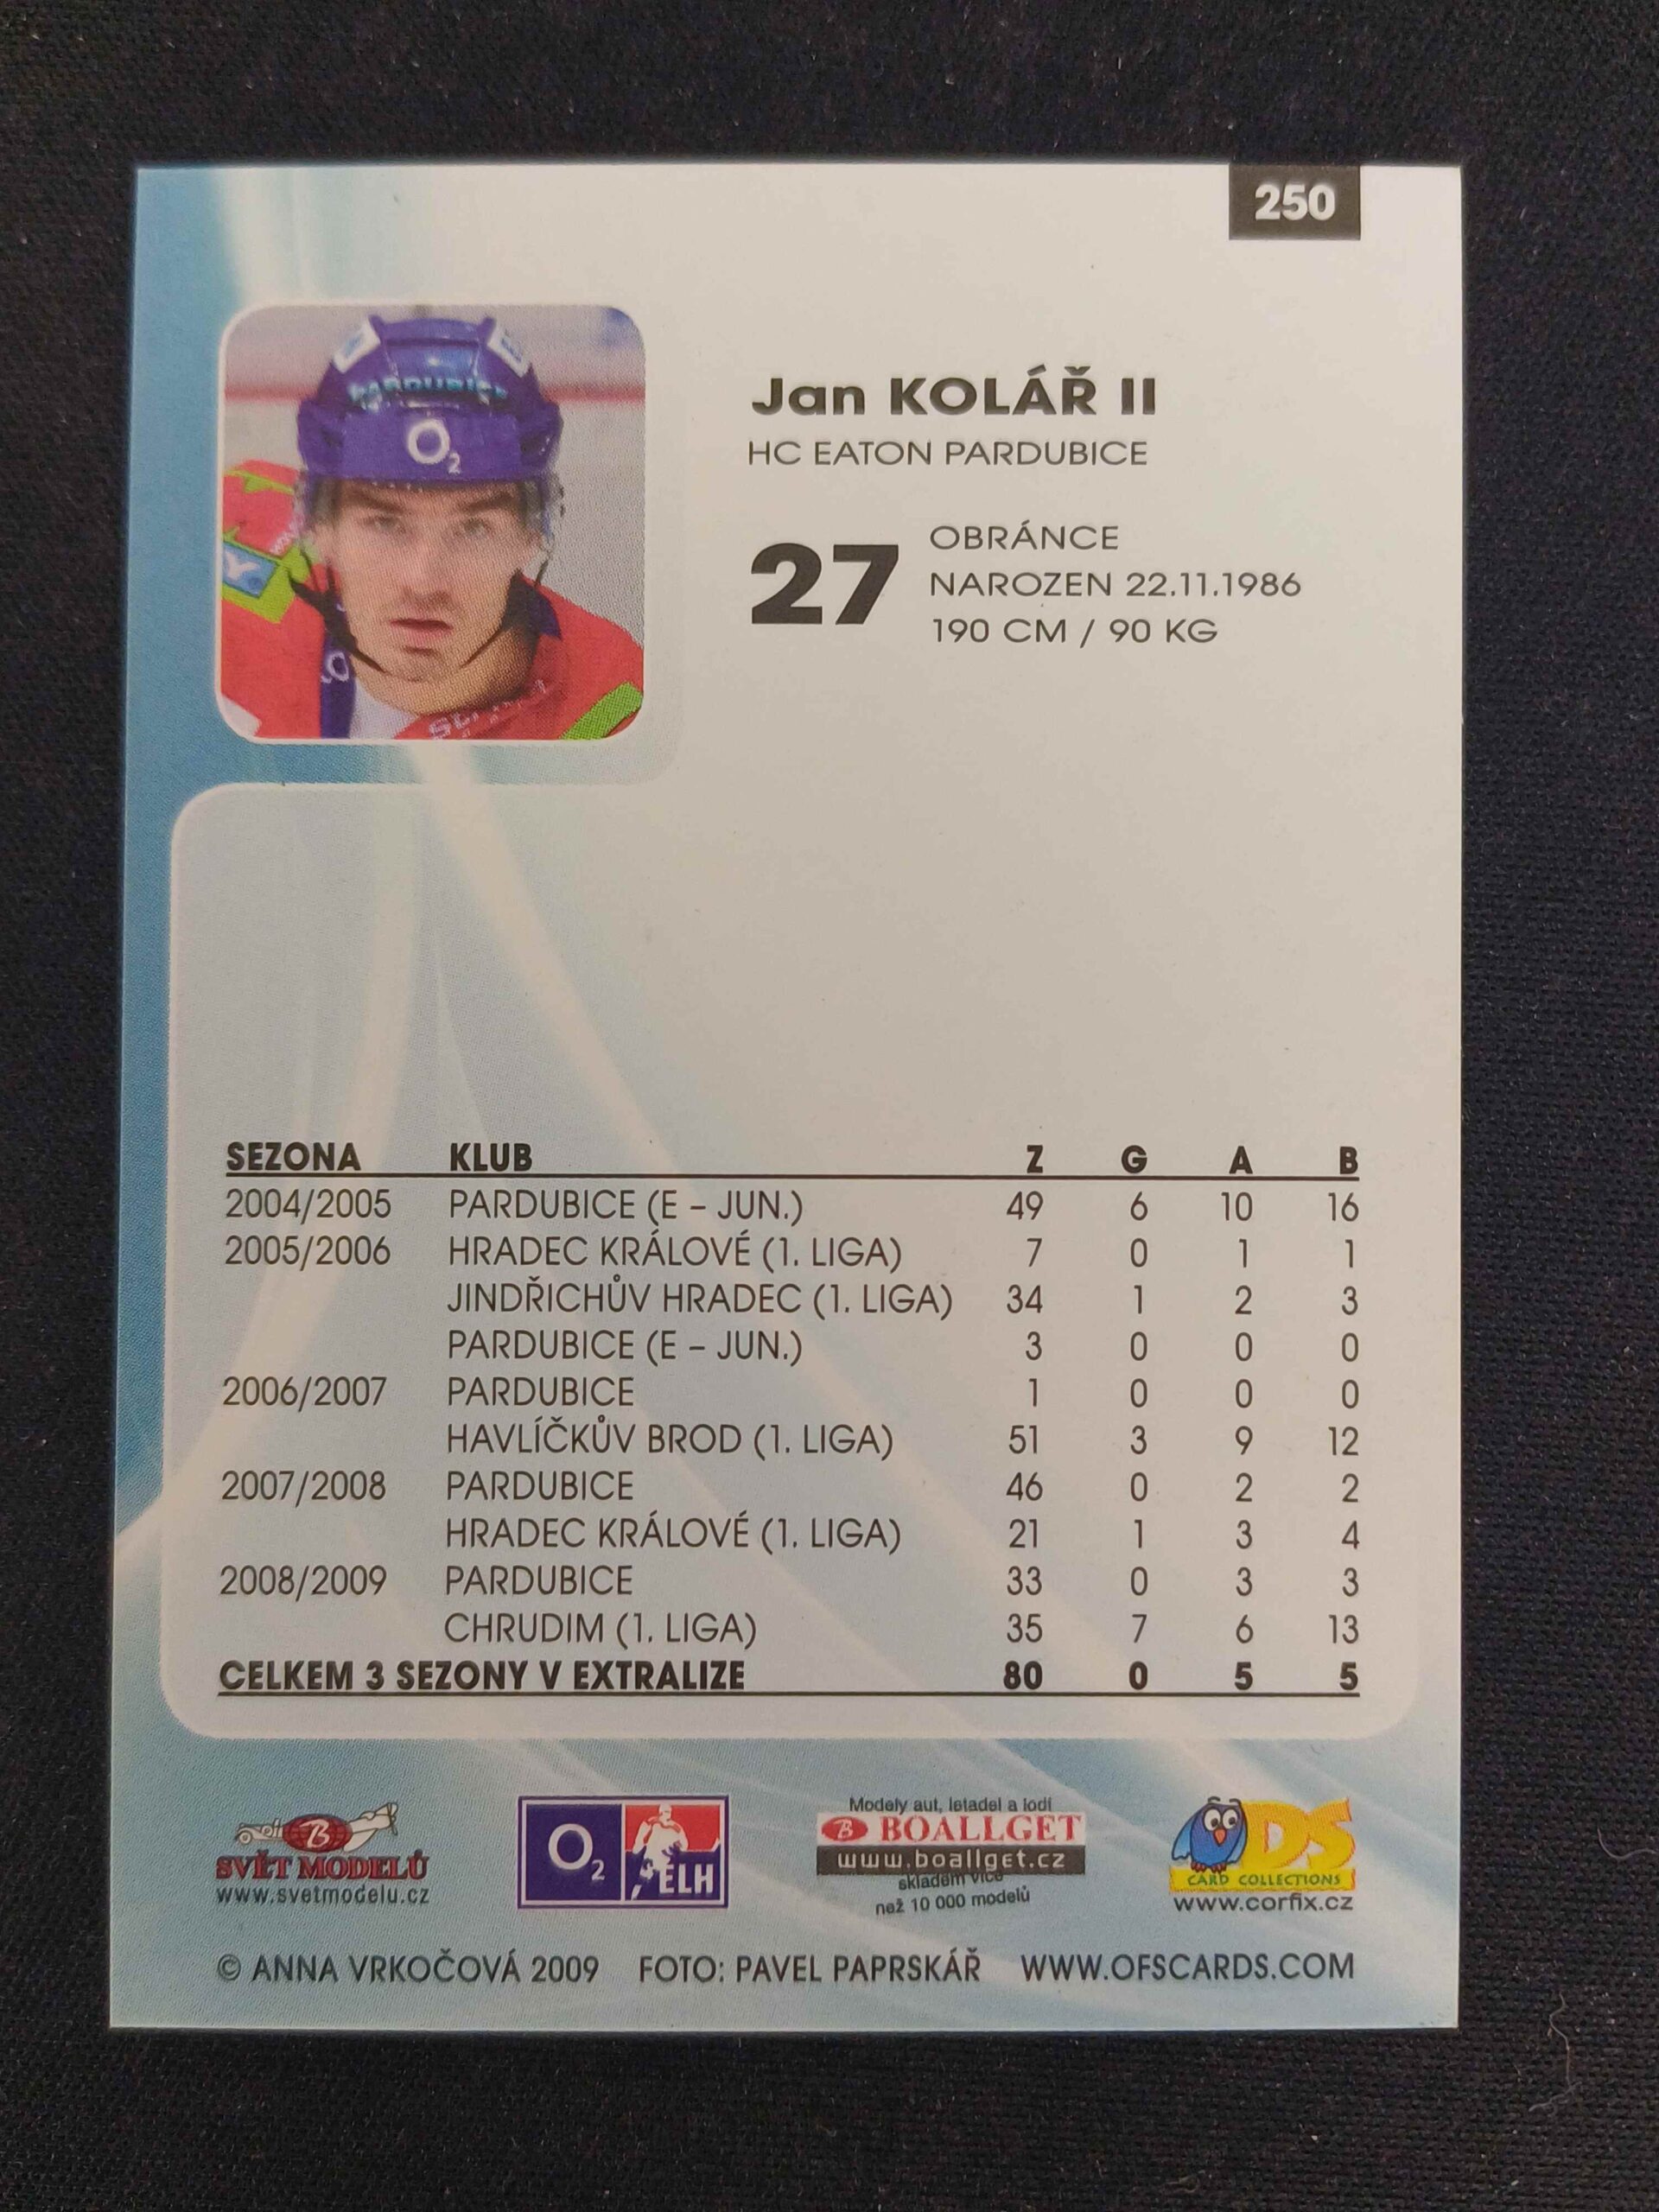 250
PARDUBICE
O2
Jan KOLÁŘ II
HC EATON PARDUBICE
27
OBRÁNCE
NAROZEN 22.11.1986
190 CM / 90 KG
SEZONA KLUB Z G A B
2004/2005 PARDUBICE (E – JUN.) 49 6 10 16
2005/2006 HRADEC KRÁLOVÉ (1. LIGA) 7 0 1 1
JINDŘICHŮV HRADEC (1. LIGA) 34 1 2 3
PARDUBICE (E – JUN.) 3 0 0 0
2006/2007 PARDUBICE 1 0 0 0
HAVLÍČKŮV BROD (1. LIGA) 51 3 9 12
2007/2008 PARDUBICE 46 0 2 2
HRADEC KRÁLOVÉ (1. LIGA) 21 1 3 4
2008/2009 PARDUBICE 33 0 3 3
CHRUDIM (1. LIGA) 35 7 6 13
CELKEM 3 SEZONY V EXTRALIZE 80 0 5 5
B
SVĚT MODELŮ
www.svetmodelu.cz
O2 ELH
Modely aut, letadel a lodí
B BOALLGET
www.boallget.cz
skladem více
než 10 000 modelů
DS
CARD COLLECTIONS
www.corfix.cz
© ANNA VRKOČOVÁ 2009 FOTO: PAVEL PAPRSKÁŘ WWW.OFSCARDS.COM